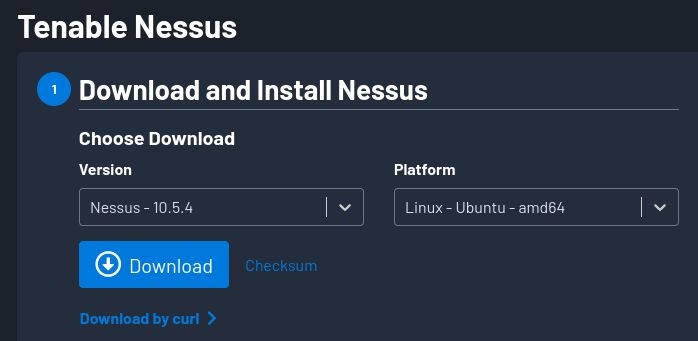 Tenable Nessus
1 Download and Install Nessus
Choose Download
Version Platform
Nessus - 10.5.4 Linux - Ubuntu - amd64
Download Checksum
Download by curl